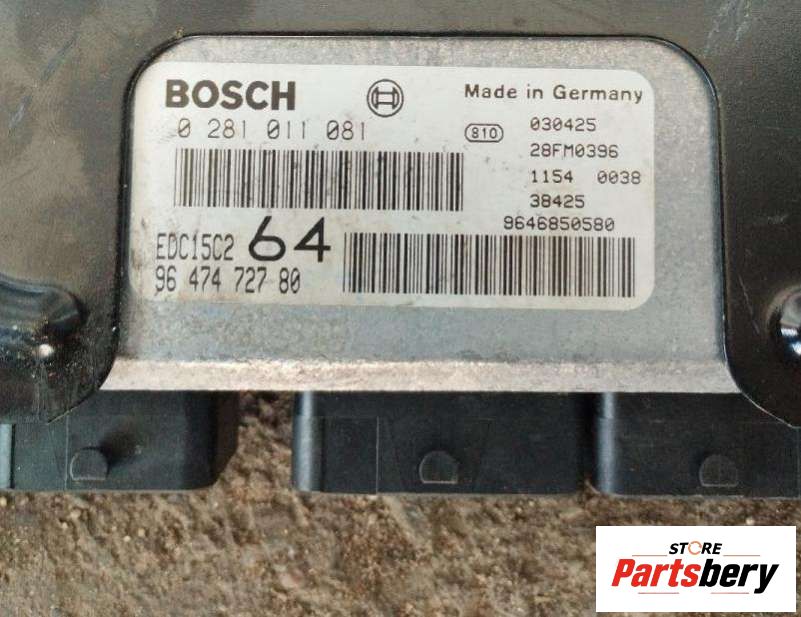 BOSCH
Made in Germany
0 281 011 081
810
030425
28FM0396
1154 0038
38425
9646850580
EDC15C2 64
96 474 727 80
STORE
Partsbery